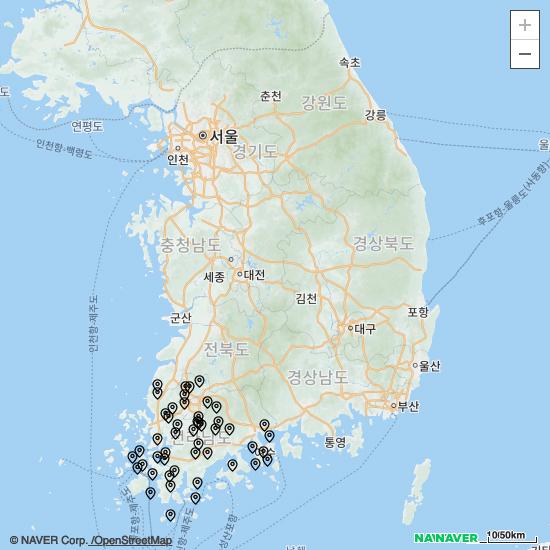 속초
춘천
강원도
강릉
도
연평도
서울
인천
경기도
인천항-백령도
울
후포항-울릉도(사동항)
충청남도
경상북도
세종
대전
김천
군산
포항
인천항-제주도
대구
전북도
울산
경상남도
부산
통영
여수
10/50km
© NAVER Corp. /OpenStreetMap
NAVER